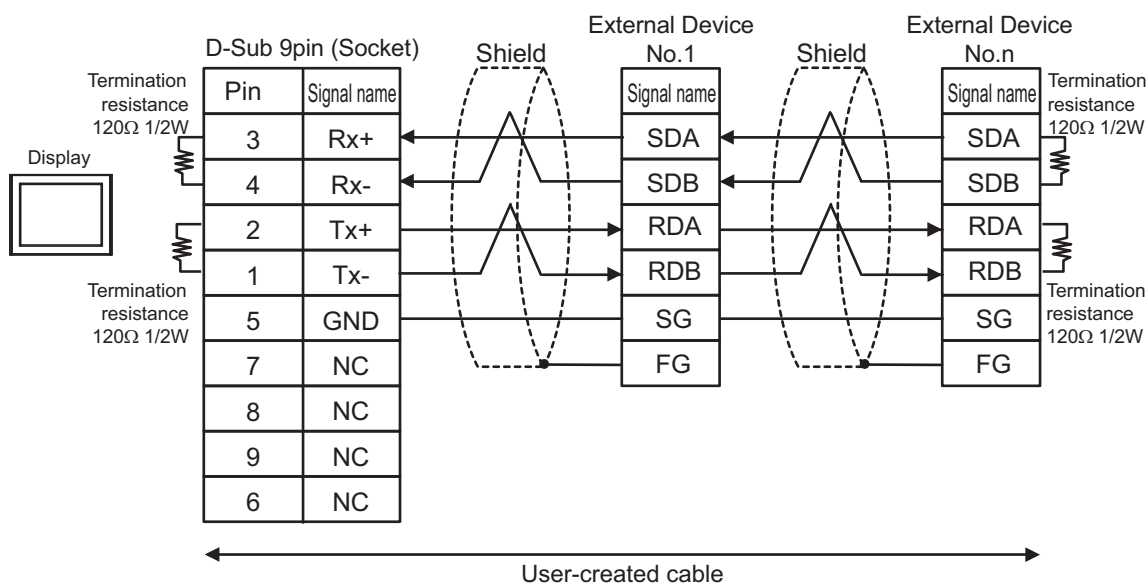 External Device
No.1
External Device
No.n
D-Sub 9pin (Socket)
Shield
Shield
Termination
resistance
120Ω 1/2W
Pin
Signal name
Signal name
Signal name
Termination
resistance
120Ω 1/2W
Display
3
Rx+
SDA
SDA
4
Rx-
SDB
SDB
2
Tx+
RDA
RDA
1
Tx-
RDB
RDB
Termination
resistance
120Ω 1/2W
Termination
resistance
120Ω 1/2W
5
GND
SG
SG
7
NC
FG
FG
8
NC
9
NC
6
NC
User-created cable